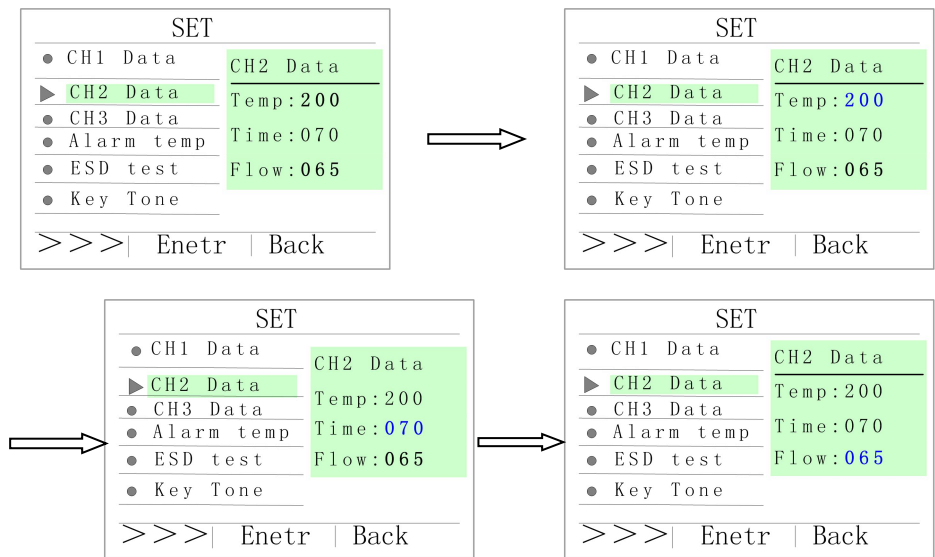 SET
CH1 Data
CH2 Data
CH3 Data
Alarm temp
ESD test
Key Tone
CH2 Data
Temp:200
Time:070
Flow:065
>>>| Enetr | Back
SET
CH1 Data
CH2 Data
CH3 Data
Alarm temp
ESD test
Key Tone
CH2 Data
Temp:200
Time:070
Flow:065
>>>| Enetr | Back
SET
CH1 Data
CH2 Data
CH3 Data
Alarm temp
ESD test
Key Tone
CH2 Data
Temp:200
Time:070
Flow:065
>>>| Enetr | Back
SET
CH1 Data
CH2 Data
CH3 Data
Alarm temp
ESD test
Key Tone
CH2 Data
Temp:200
Time:070
Flow:065
>>>| Enetr | Back